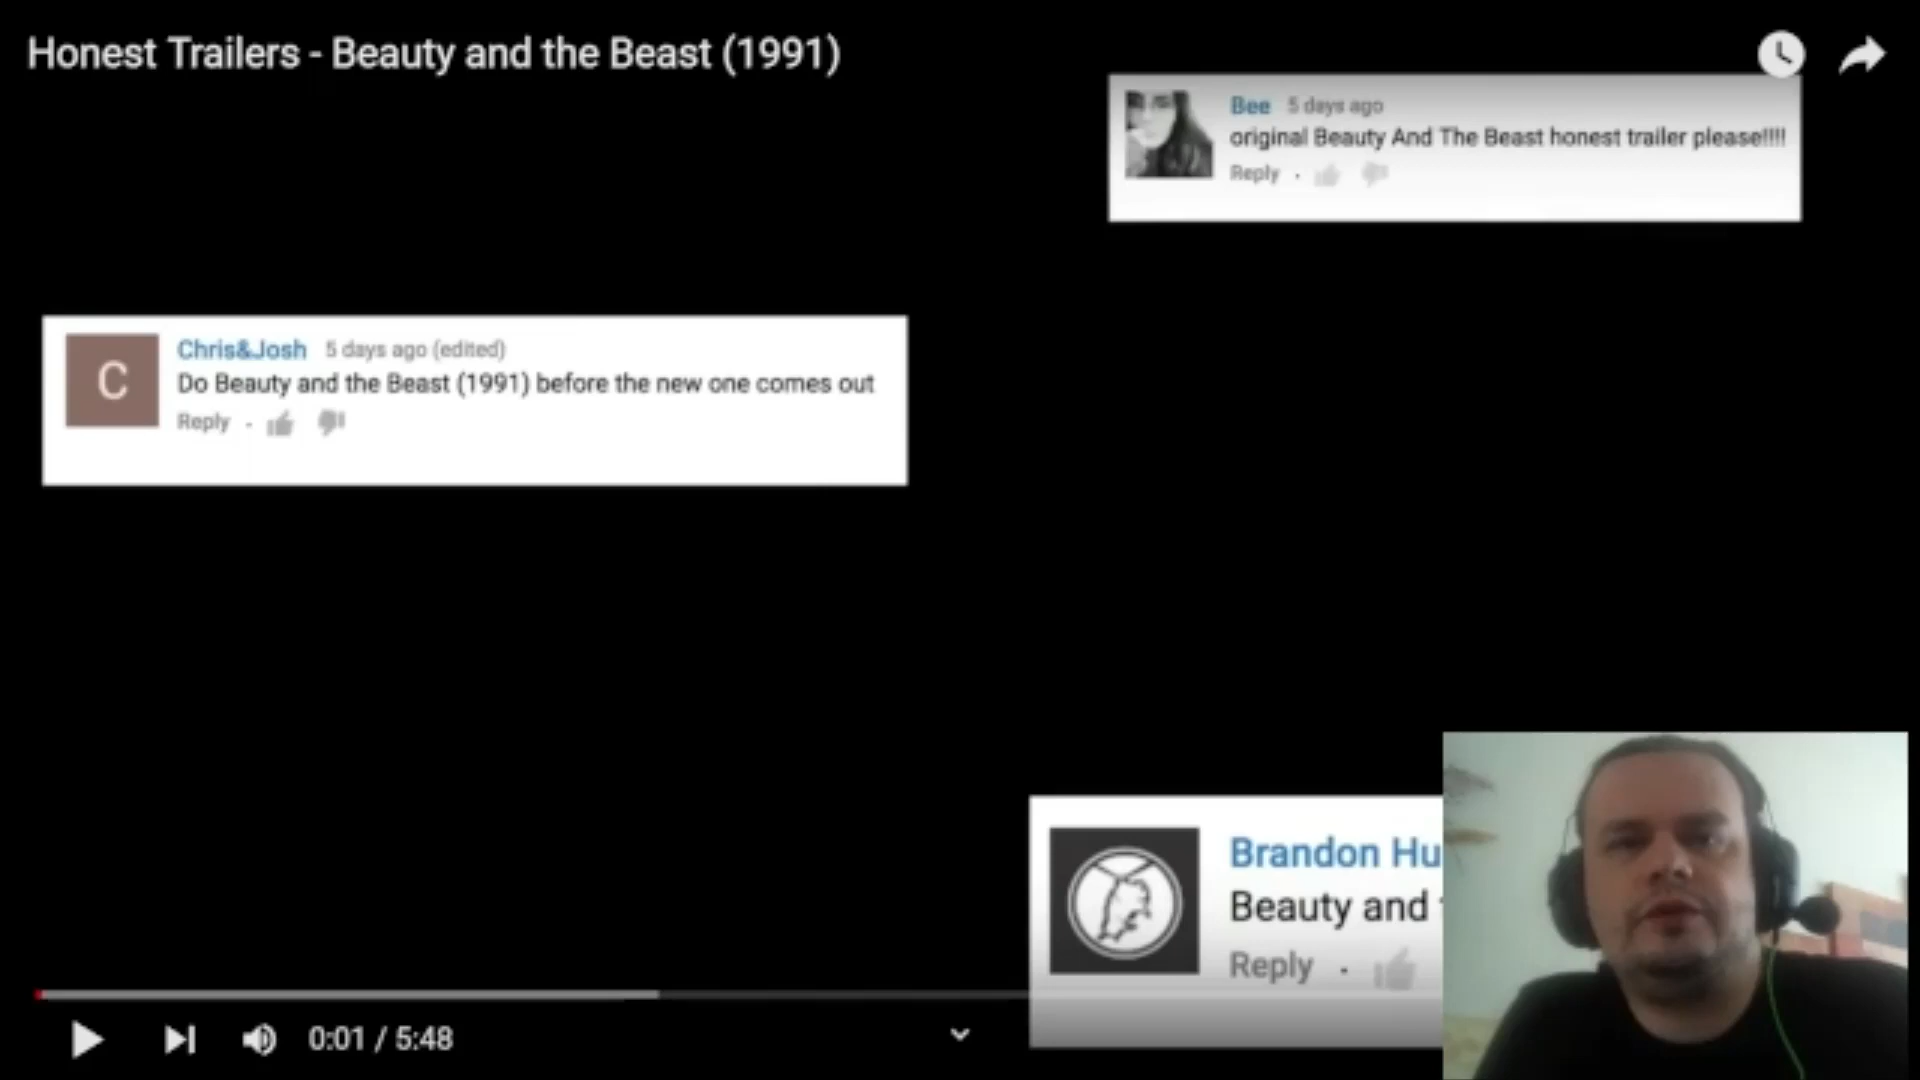 Honest Trailers - Beauty and the Beast (1991)
Bee 5 days ago
original Beauty And The Beast honest trailer please!!!!
Reply ·
C
Chris&Josh 5 days ago (edited)
Do Beauty and the Beast (1991) before the new one comes out
Reply ·
Brandon Hu
Beauty and
Reply ·
0:01 / 5:48